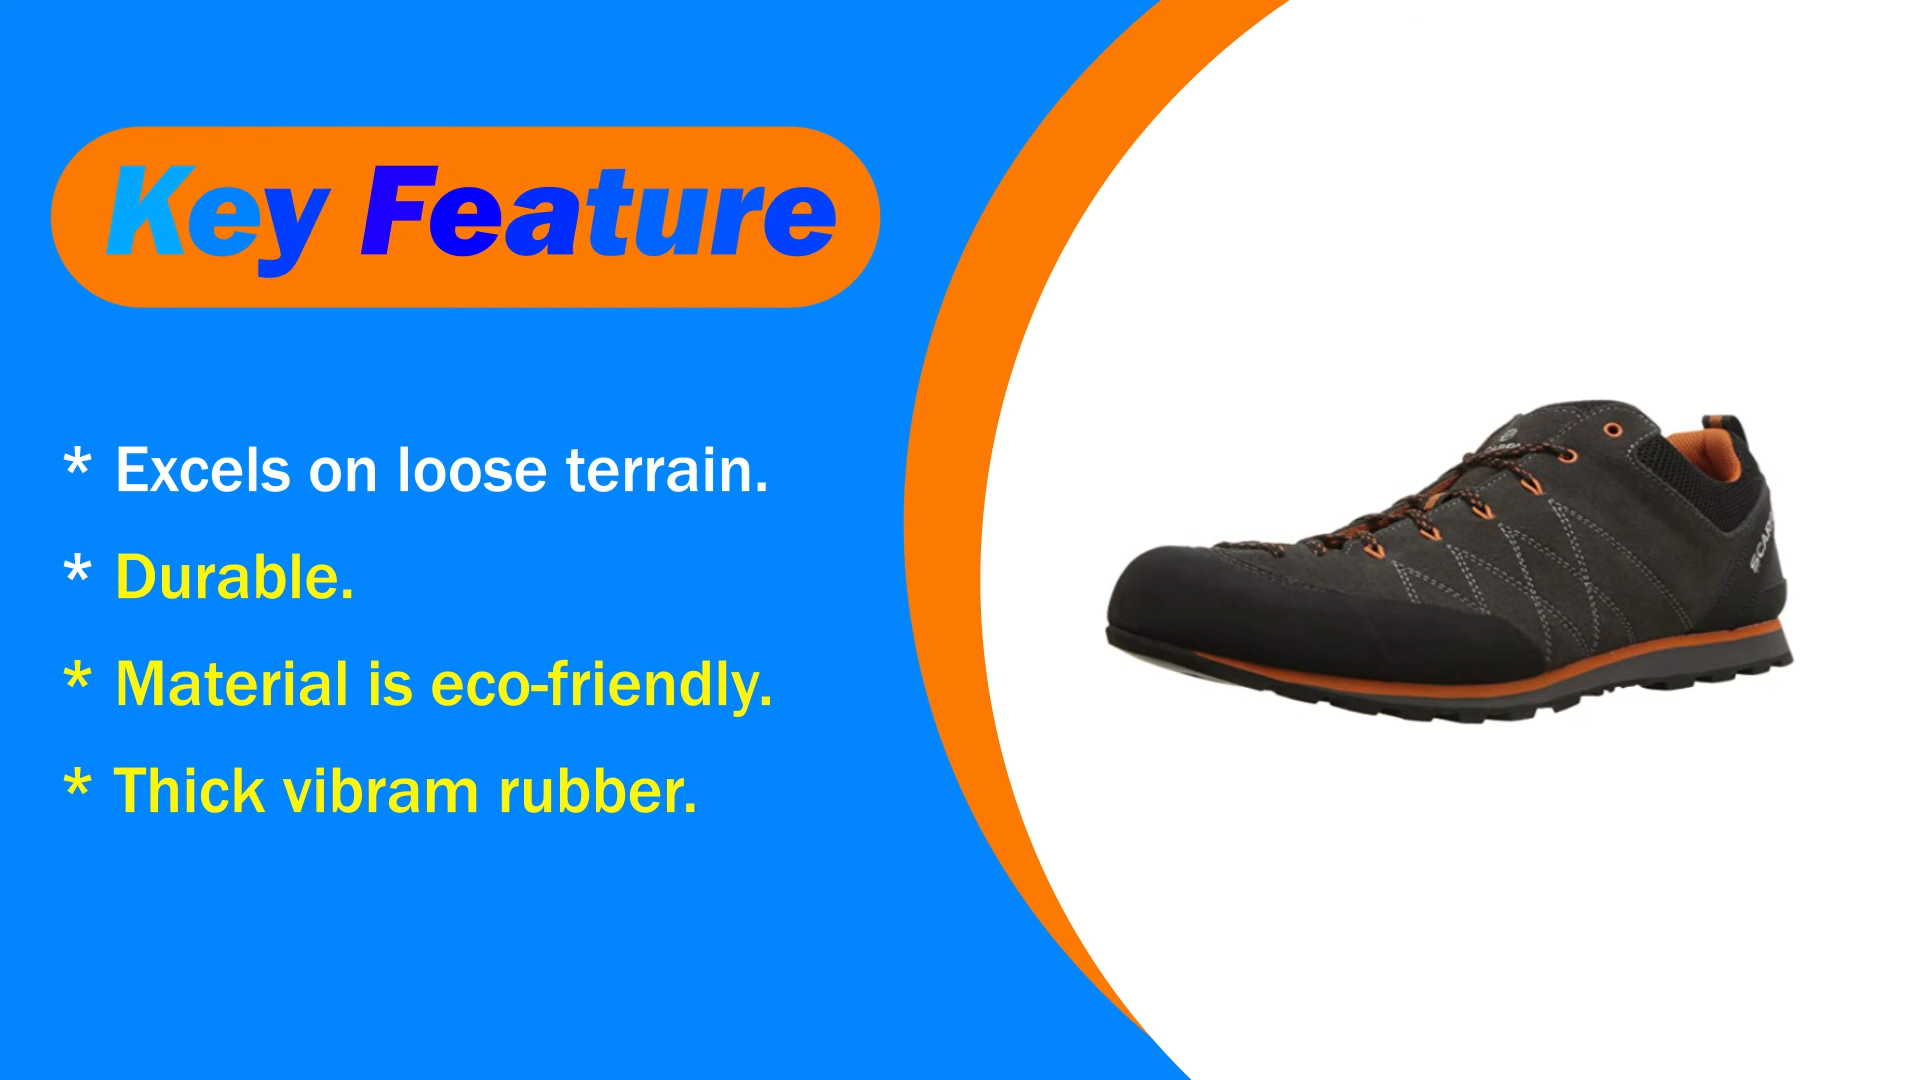 Key Feature
* Excels on loose terrain.
* Durable.
* Material is eco-friendly.
* Thick vibram rubber.